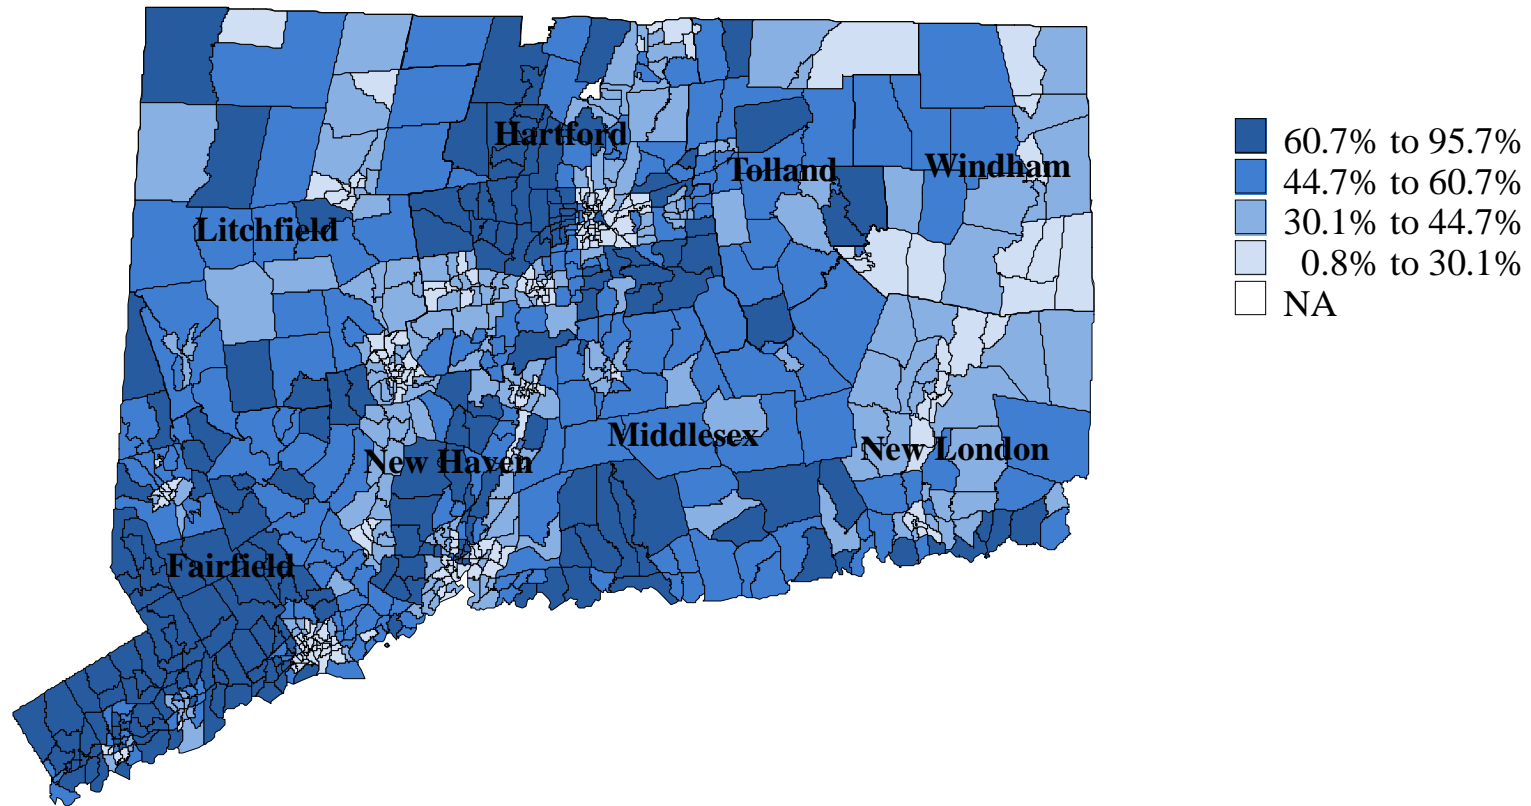 Hartford
Tolland
Windham
Litchfield
Middlesex
New London
New Haven
Fairfield
60.7% to 95.7%
44.7% to 60.7%
30.1% to 44.7%
0.8% to 30.1%
NA